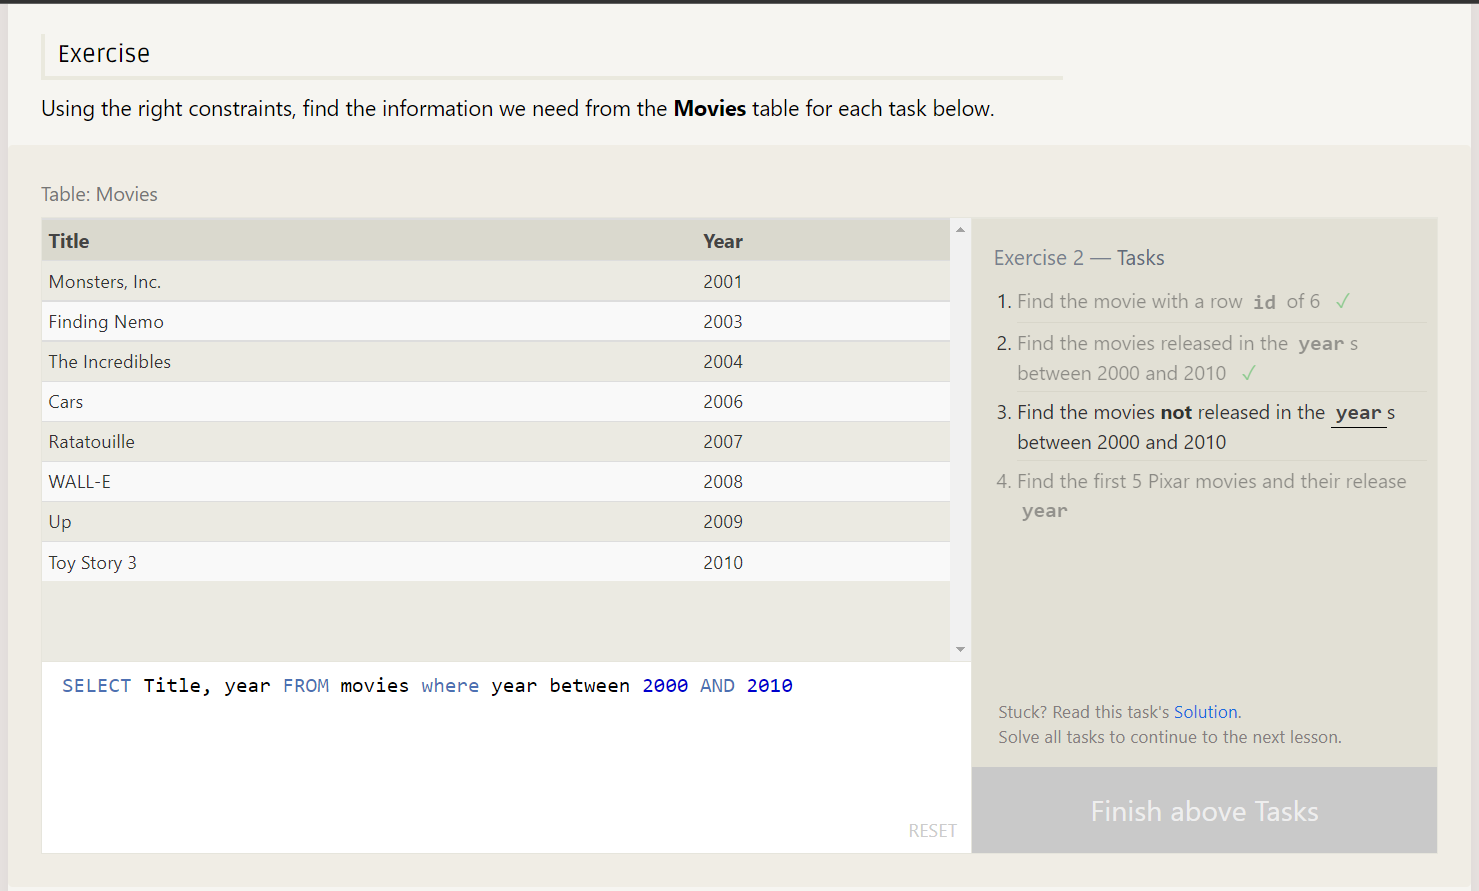 Exercise
Using the right constraints, find the information we need from the Movies table for each task below.
Table: Movies
Title Year
Monsters, Inc. 2001
Finding Nemo 2003
The Incredibles 2004
Cars 2006
Ratatouille 2007
WALL-E 2008
Up 2009
Toy Story 3 2010
SELECT Title, year FROM movies where year between 2000 AND 2010
RESET
Exercise 2 — Tasks
1. Find the movie with a row id of 6 ✓
2. Find the movies released in the year s
between 2000 and 2010 ✓
3. Find the movies not released in the year s
between 2000 and 2010
4. Find the first 5 Pixar movies and their release
year
Stuck? Read this task's Solution.
Solve all tasks to continue to the next lesson.
Finish above Tasks